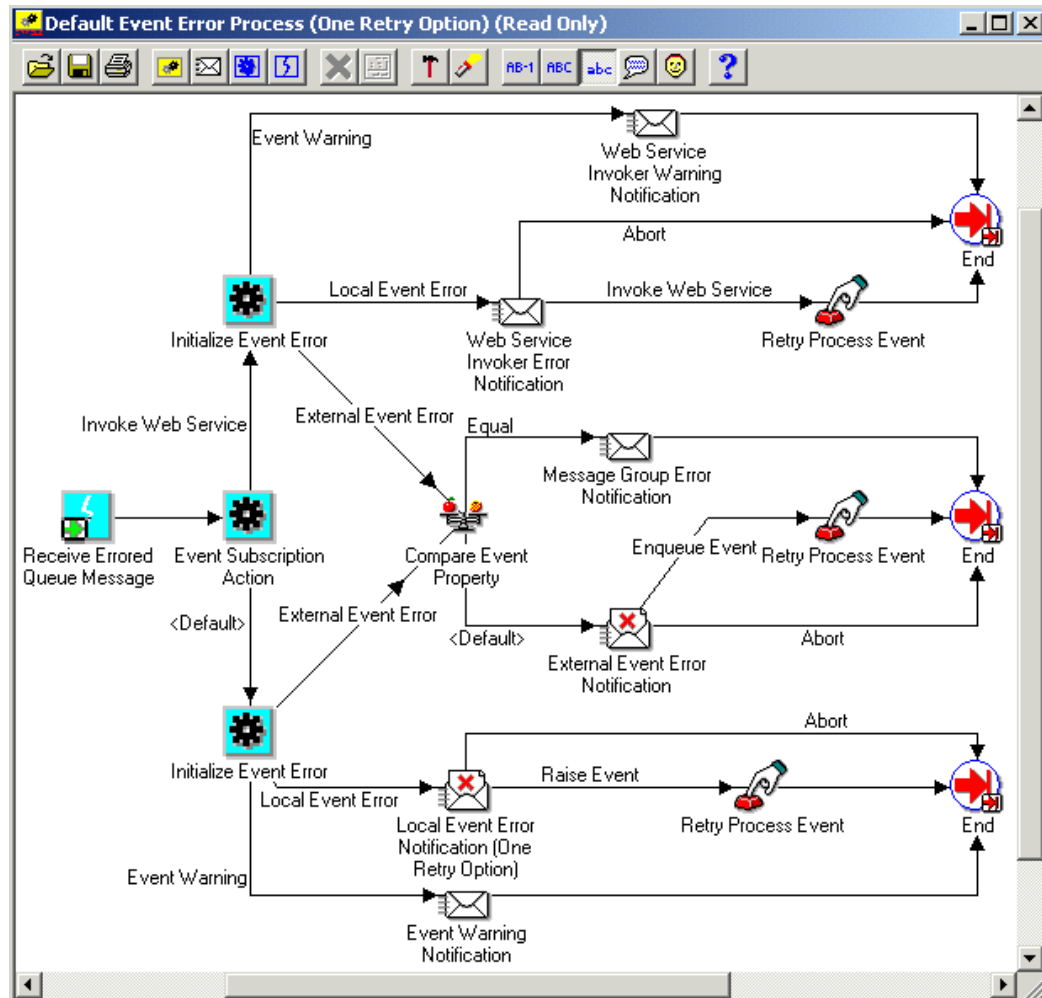 Default Event Error Process (One Retry Option) (Read Only)
AB-1 ABC abc
?
Event Warning
Web Service
Invoker Warning
Notification
Abort
End
Local Event Error
Invoke Web Service
Initialize Event Error
Web Service
Invoker Error
Notification
Retry Process Event
External Event Error
Invoke Web Service
Equal
Message Group Error
Notification
Receive Errored
Queue Message
Event Subscription
Action
Compare Event
Property
Enqueue Event
Retry Process Event
End
External Event Error
<Default>
<Default>
External Event Error
Notification
Abort
Initialize Event Error
Abort
Local Event Error
Raise Event
Local Event Error
Notification (One
Retry Option)
Retry Process Event
End
Event Warning
Event Warning
Notification